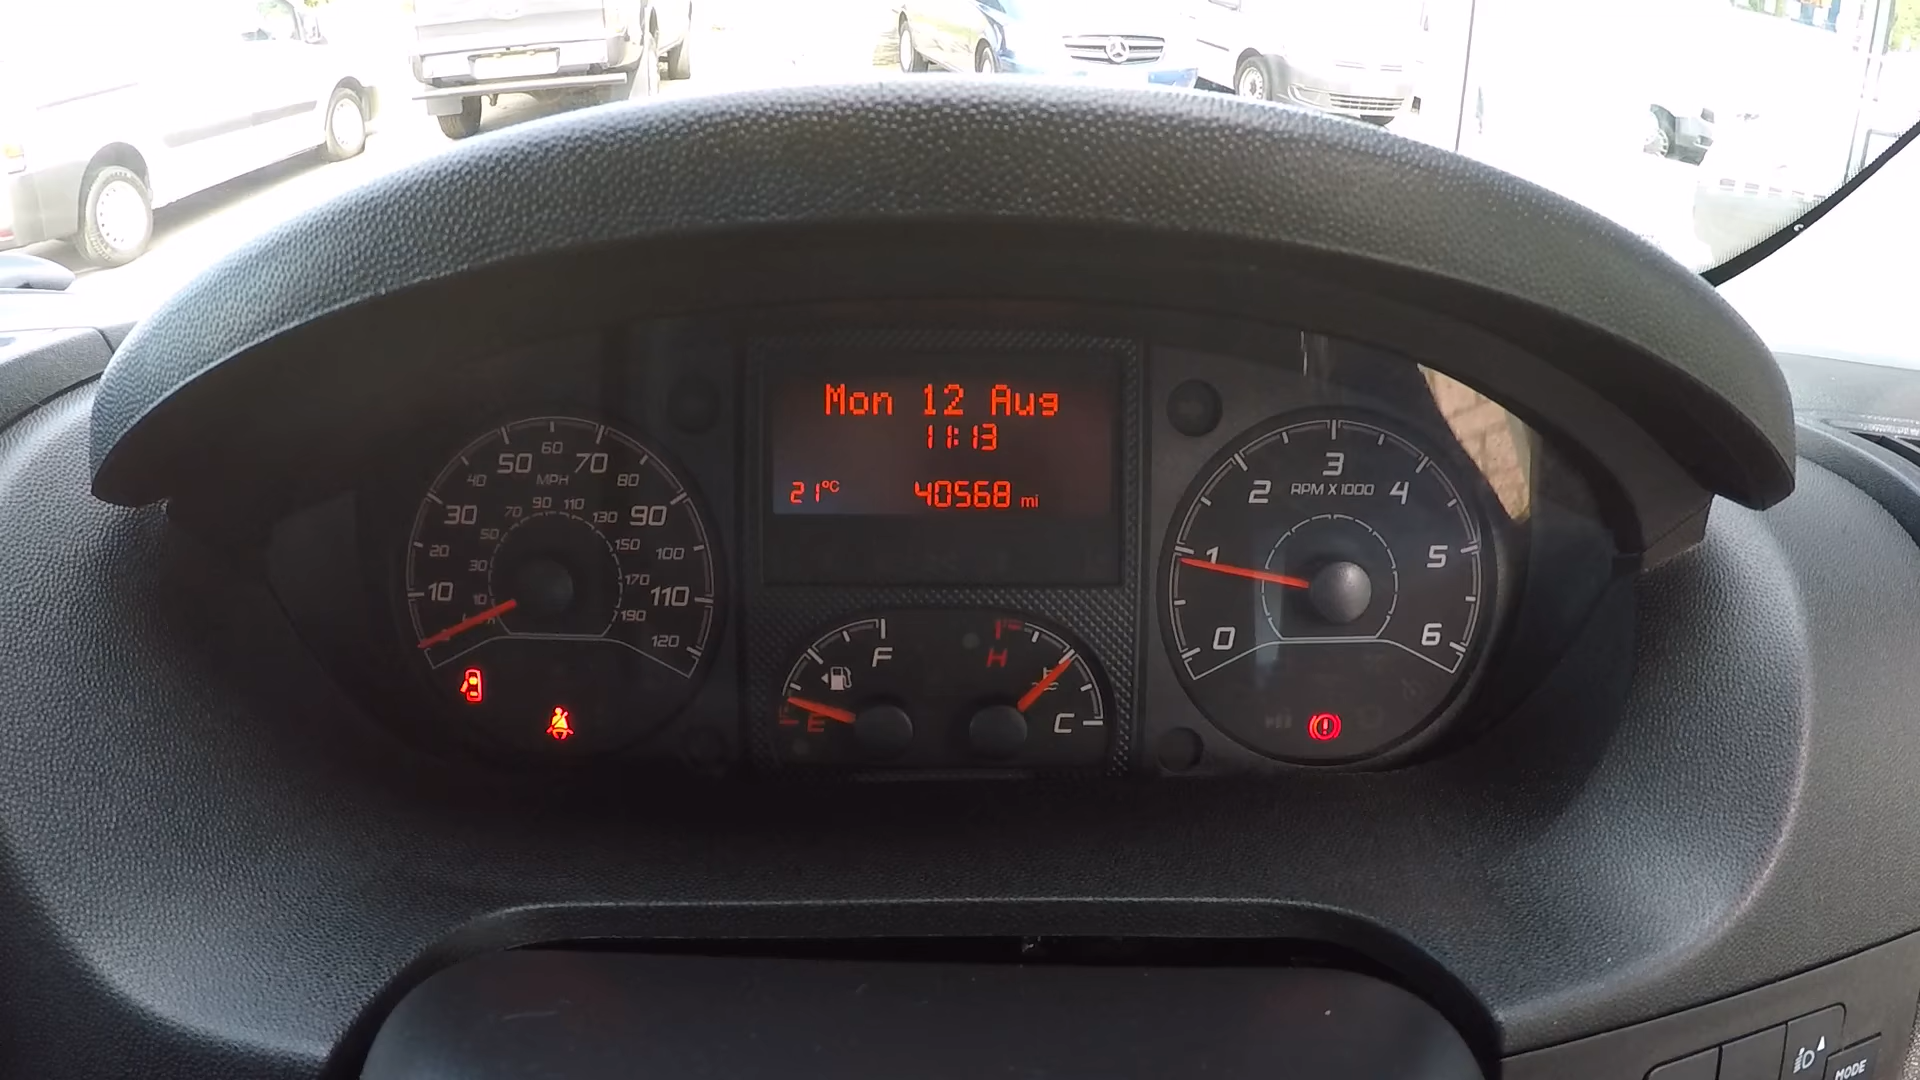 Mon 12 Aug
11:13
21°C 40568 mi
10 20 30 40 50 60 70 80 90 100 110 120
MPH
10 30 50 70 90 110 130 150 170 190
F
E
H
C
0 1 2 3 4 5 6
RPM X 1000
MODE